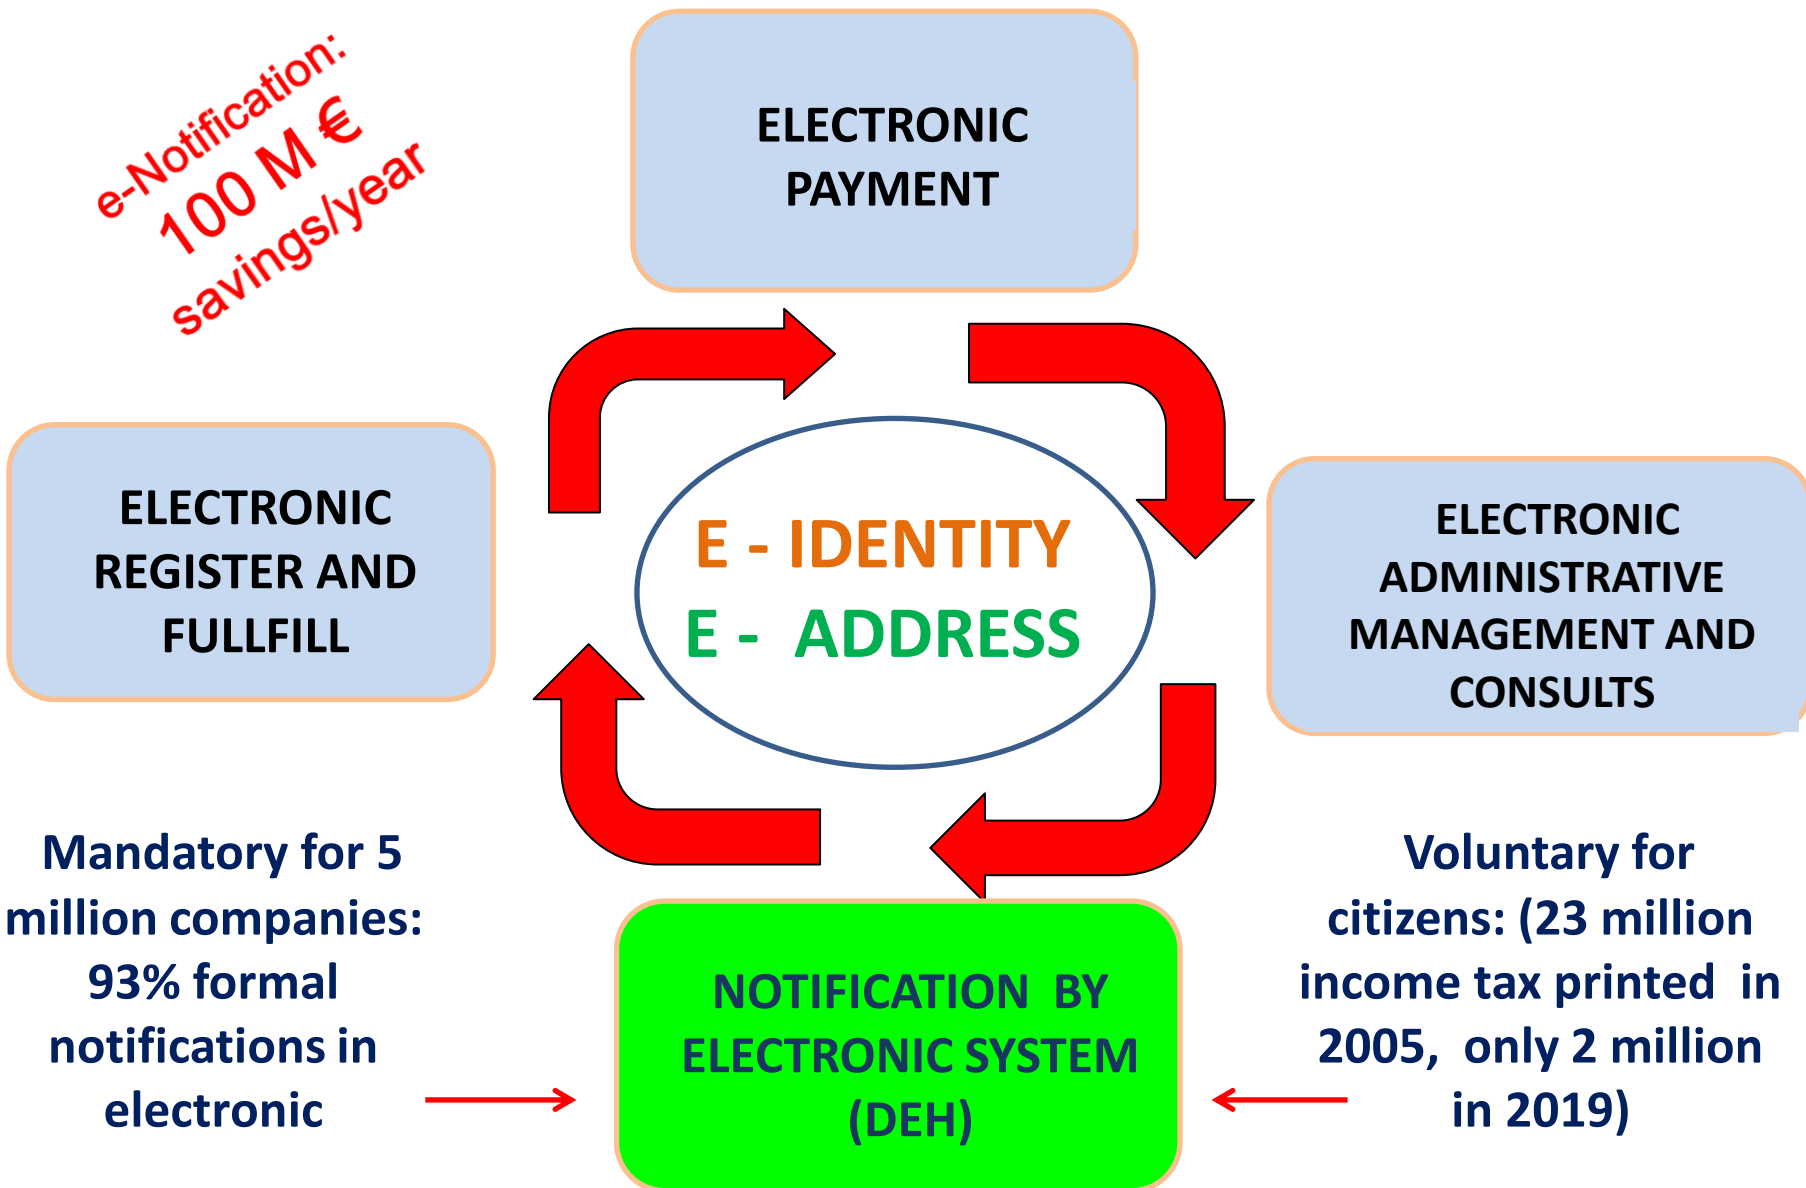 e-Notification:
100 M €
savings/year
ELECTRONIC
PAYMENT
ELECTRONIC
REGISTER AND
FULLFILL
E - IDENTITY
E - ADDRESS
ELECTRONIC
ADMINISTRATIVE
MANAGEMENT AND
CONSULTS
Mandatory for 5
million companies:
93% formal
notifications in
electronic
NOTIFICATION BY
ELECTRONIC SYSTEM
(DEH)
Voluntary for
citizens: (23 million
income tax printed in
2005, only 2 million
in 2019)